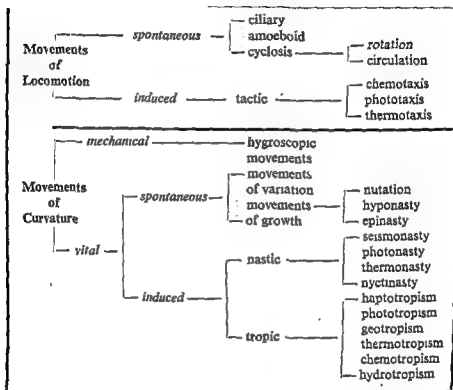 ciliary
spontaneous amoeboid
cyclosis rotation
Movements circulation
of
Locomotion chemotaxis
induced tactic phototaxis
thermotaxis
mechanical hygroscopic
movements
movements
Movements spontaneous of variation nutation
of movements hyponasty
Curvature of growth epinasty
vital seismonasty
nastic photonasty
thermonasty
nyctinasty
induced haptotropism
phototropism
tropic geotropism
thermotropism
chemotropism
hydrotropism